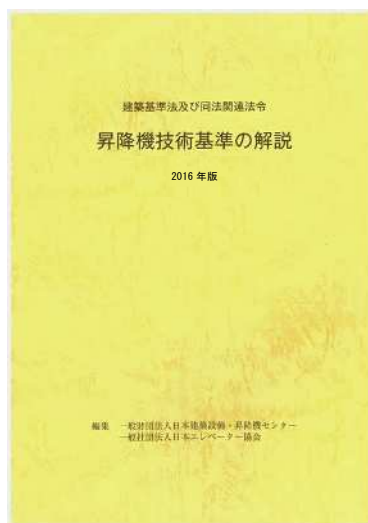 建築基準法及び同法関連法令
昇降機技術基準の解説
2016 年版
編集 一般財団法人日本建築設備・昇降機センター
一般社団法人日本エレベーター協会